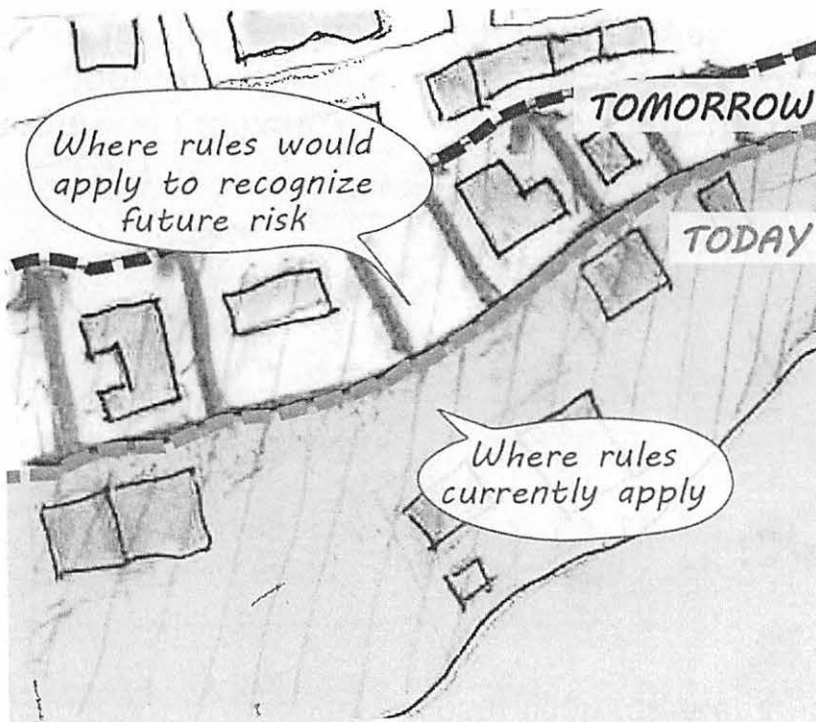 TOMORROW
Where rules would
apply to recognize
future risk
TODAY
Where rules
currently apply